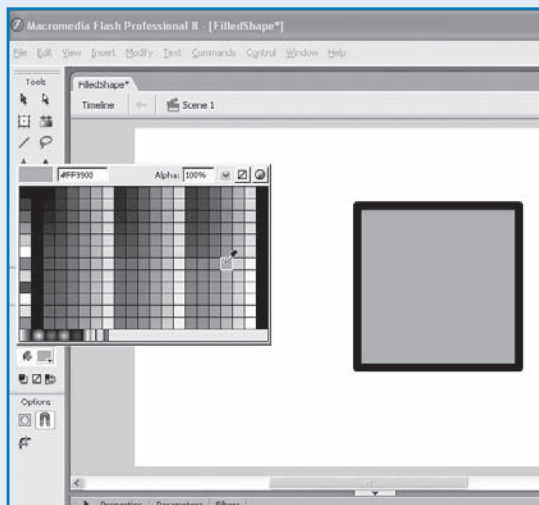 Macromedia Flash Professional 8 - [FilledShape*]
File Edit View Insert Modify Text Commands Control Window Help
Tools
FilledShape*
Timeline Scene 1
#FF9900 Alpha: 100%
Options
Properties Parameters Filters